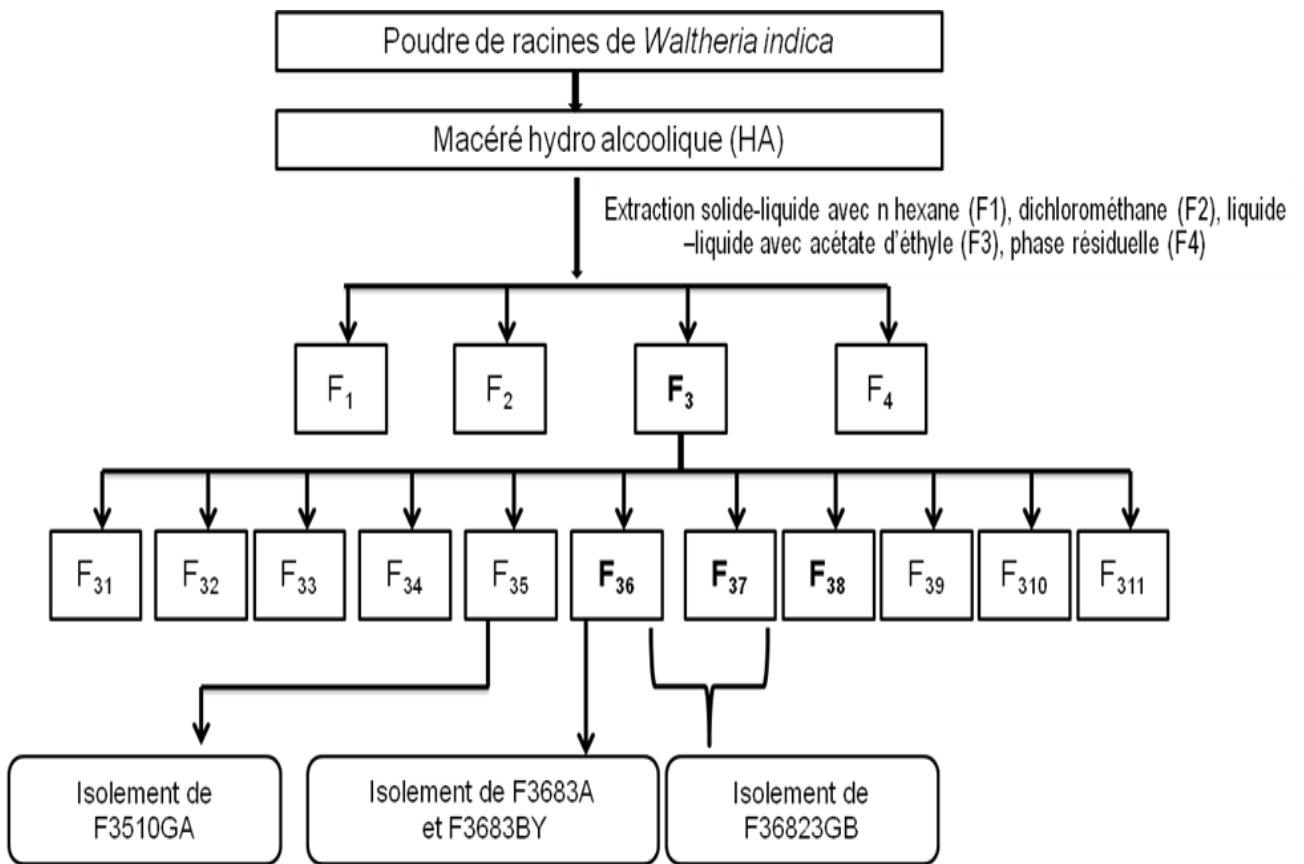 Poudre de racines de Waltheria indica
Macéré hydro alcoolique (HA)
Extraction solide-liquide avec n hexane (F1), dichlorométhane (F2), liquide
–liquide avec acétate d'éthyle (F3), phase résiduelle (F4)
F1 F2 F3 F4
F31 F32 F33 F34 F35 F36 F37 F38 F39 F310 F311
Isolement de
F3510GA
Isolement de F3683A
et F3683BY
Isolement de
F36823GB